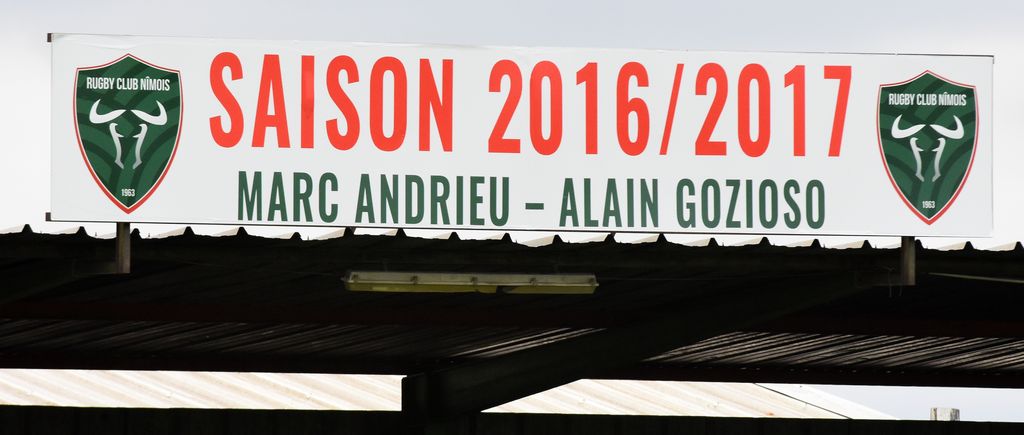 RUGBY CLUB NÎMOIS
1963
SAISON 2016/2017
MARC ANDRIEU – ALAIN GOZIOSO
RUGBY CLUB NÎMOIS
1963